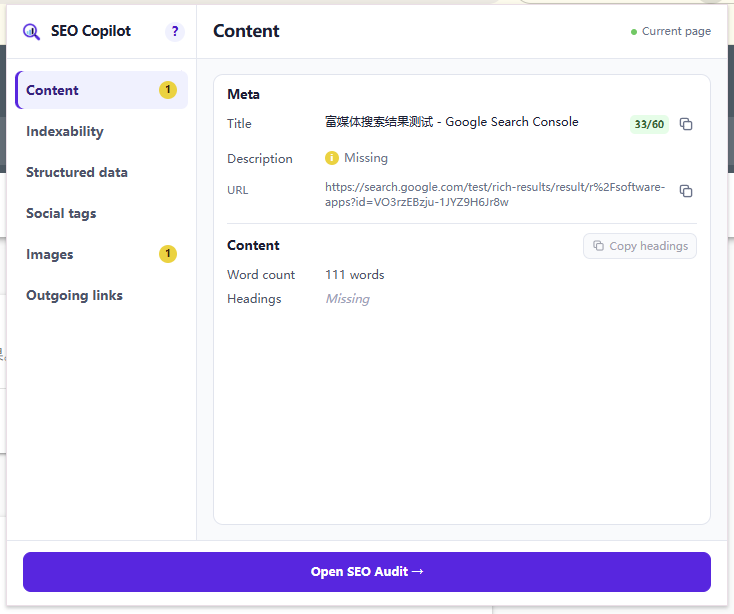 SEO Copilot
?
Content
Current page
Content
1
Indexability
Structured data
Social tags
Images
1
Outgoing links
Meta
Title
富媒体搜索结果测试 - Google Search Console
33/60
Description
Missing
URL
https://search.google.com/test/rich-results/result/r%2Fsoftware-
apps?id=VO3rzEBzju-1JYZ9H6Jr8w
Content
Copy headings
Word count
111 words
Headings
Missing
Open SEO Audit →